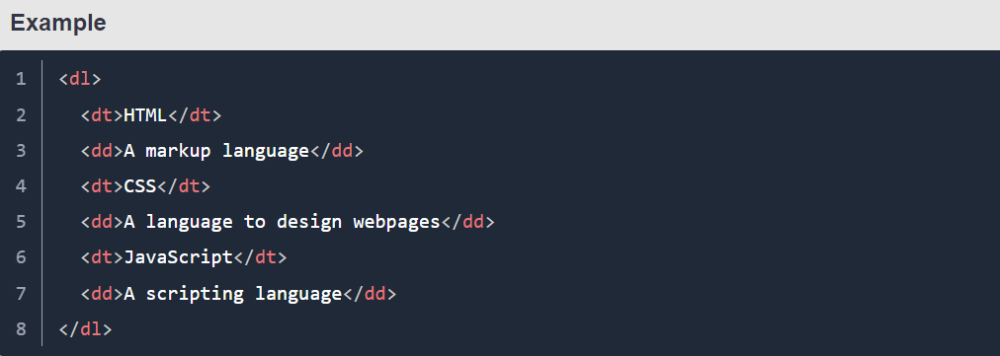 Example
1 <dl>
2 <dt>HTML</dt>
3 <dd>A markup language</dd>
4 <dt>CSS</dt>
5 <dd>A language to design webpages</dd>
6 <dt>JavaScript</dt>
7 <dd>A scripting language</dd>
8 </dl>